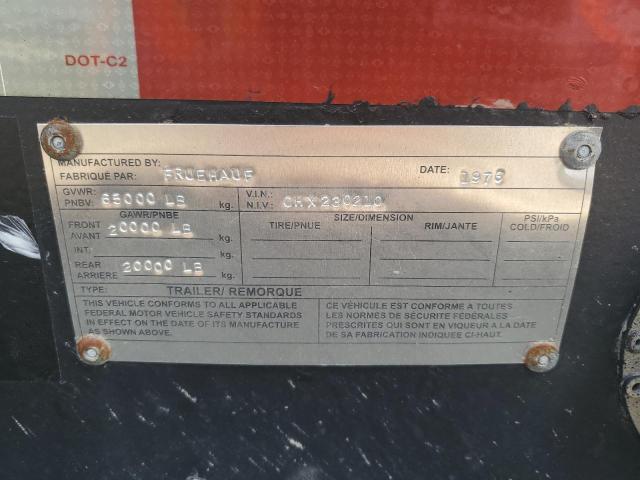 DOT-C2
MANUFACTURED BY:
FABRIQUÉ PAR: FRUEHAUF DATE: 1976
GVWR:
PNBV: 65000 LB kg.
V.I.N.:
N.I.V.: CHX290210
GAWR/PNBE
FRONT
AVANT 20000 LB kg.
INT. kg.
REAR
ARRIERE 20000 LB kg.
SIZE/DIMENSION
TIRE/PNUE RIM/JANTE
PSI/kPa
COLD/FROID
TYPE: TRAILER/ REMORQUE
THIS VEHICLE CONFORMS TO ALL APPLICABLE
FEDERAL MOTOR VEHICLE SAFETY STANDARDS
IN EFFECT ON THE DATE OF ITS MANUFACTURE
AS SHOWN ABOVE.
CE VÉHICULE EST CONFORME A TOUTES
LES NORMES DE SÉCURITÉ FÉDÉRALES
PRESCRITES QUI SONT EN VIQUEUR A LA DATE
DE SA FABRICATION INDIQUEE CI-HAUT.